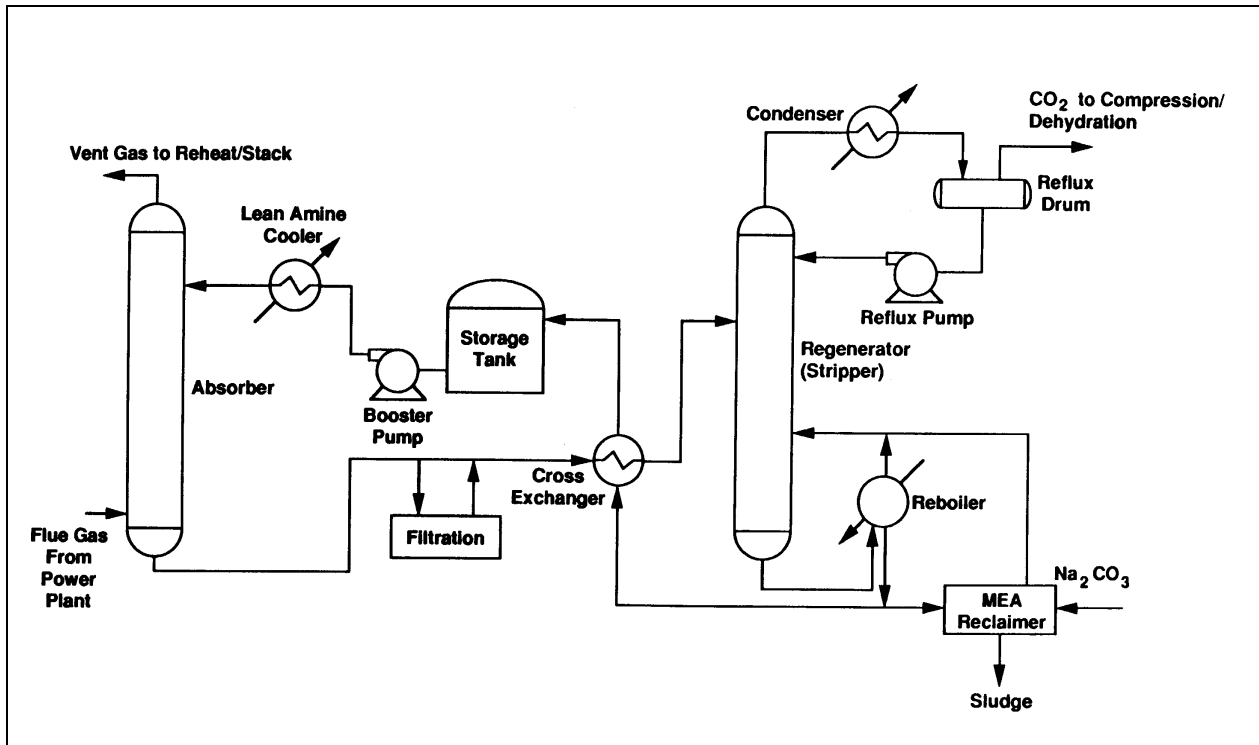 Condenser
CO2 to Compression/
Dehydration
Vent Gas to Reheat/Stack
Reflux
Drum
Lean Amine
Cooler
Reflux Pump
Storage
Tank
Regenerator
(Stripper)
Absorber
Booster
Pump
Cross
Exchanger
Reboiler
Flue Gas
From
Power
Plant
Filtration
Na2CO3
MEA
Reclaimer
Sludge